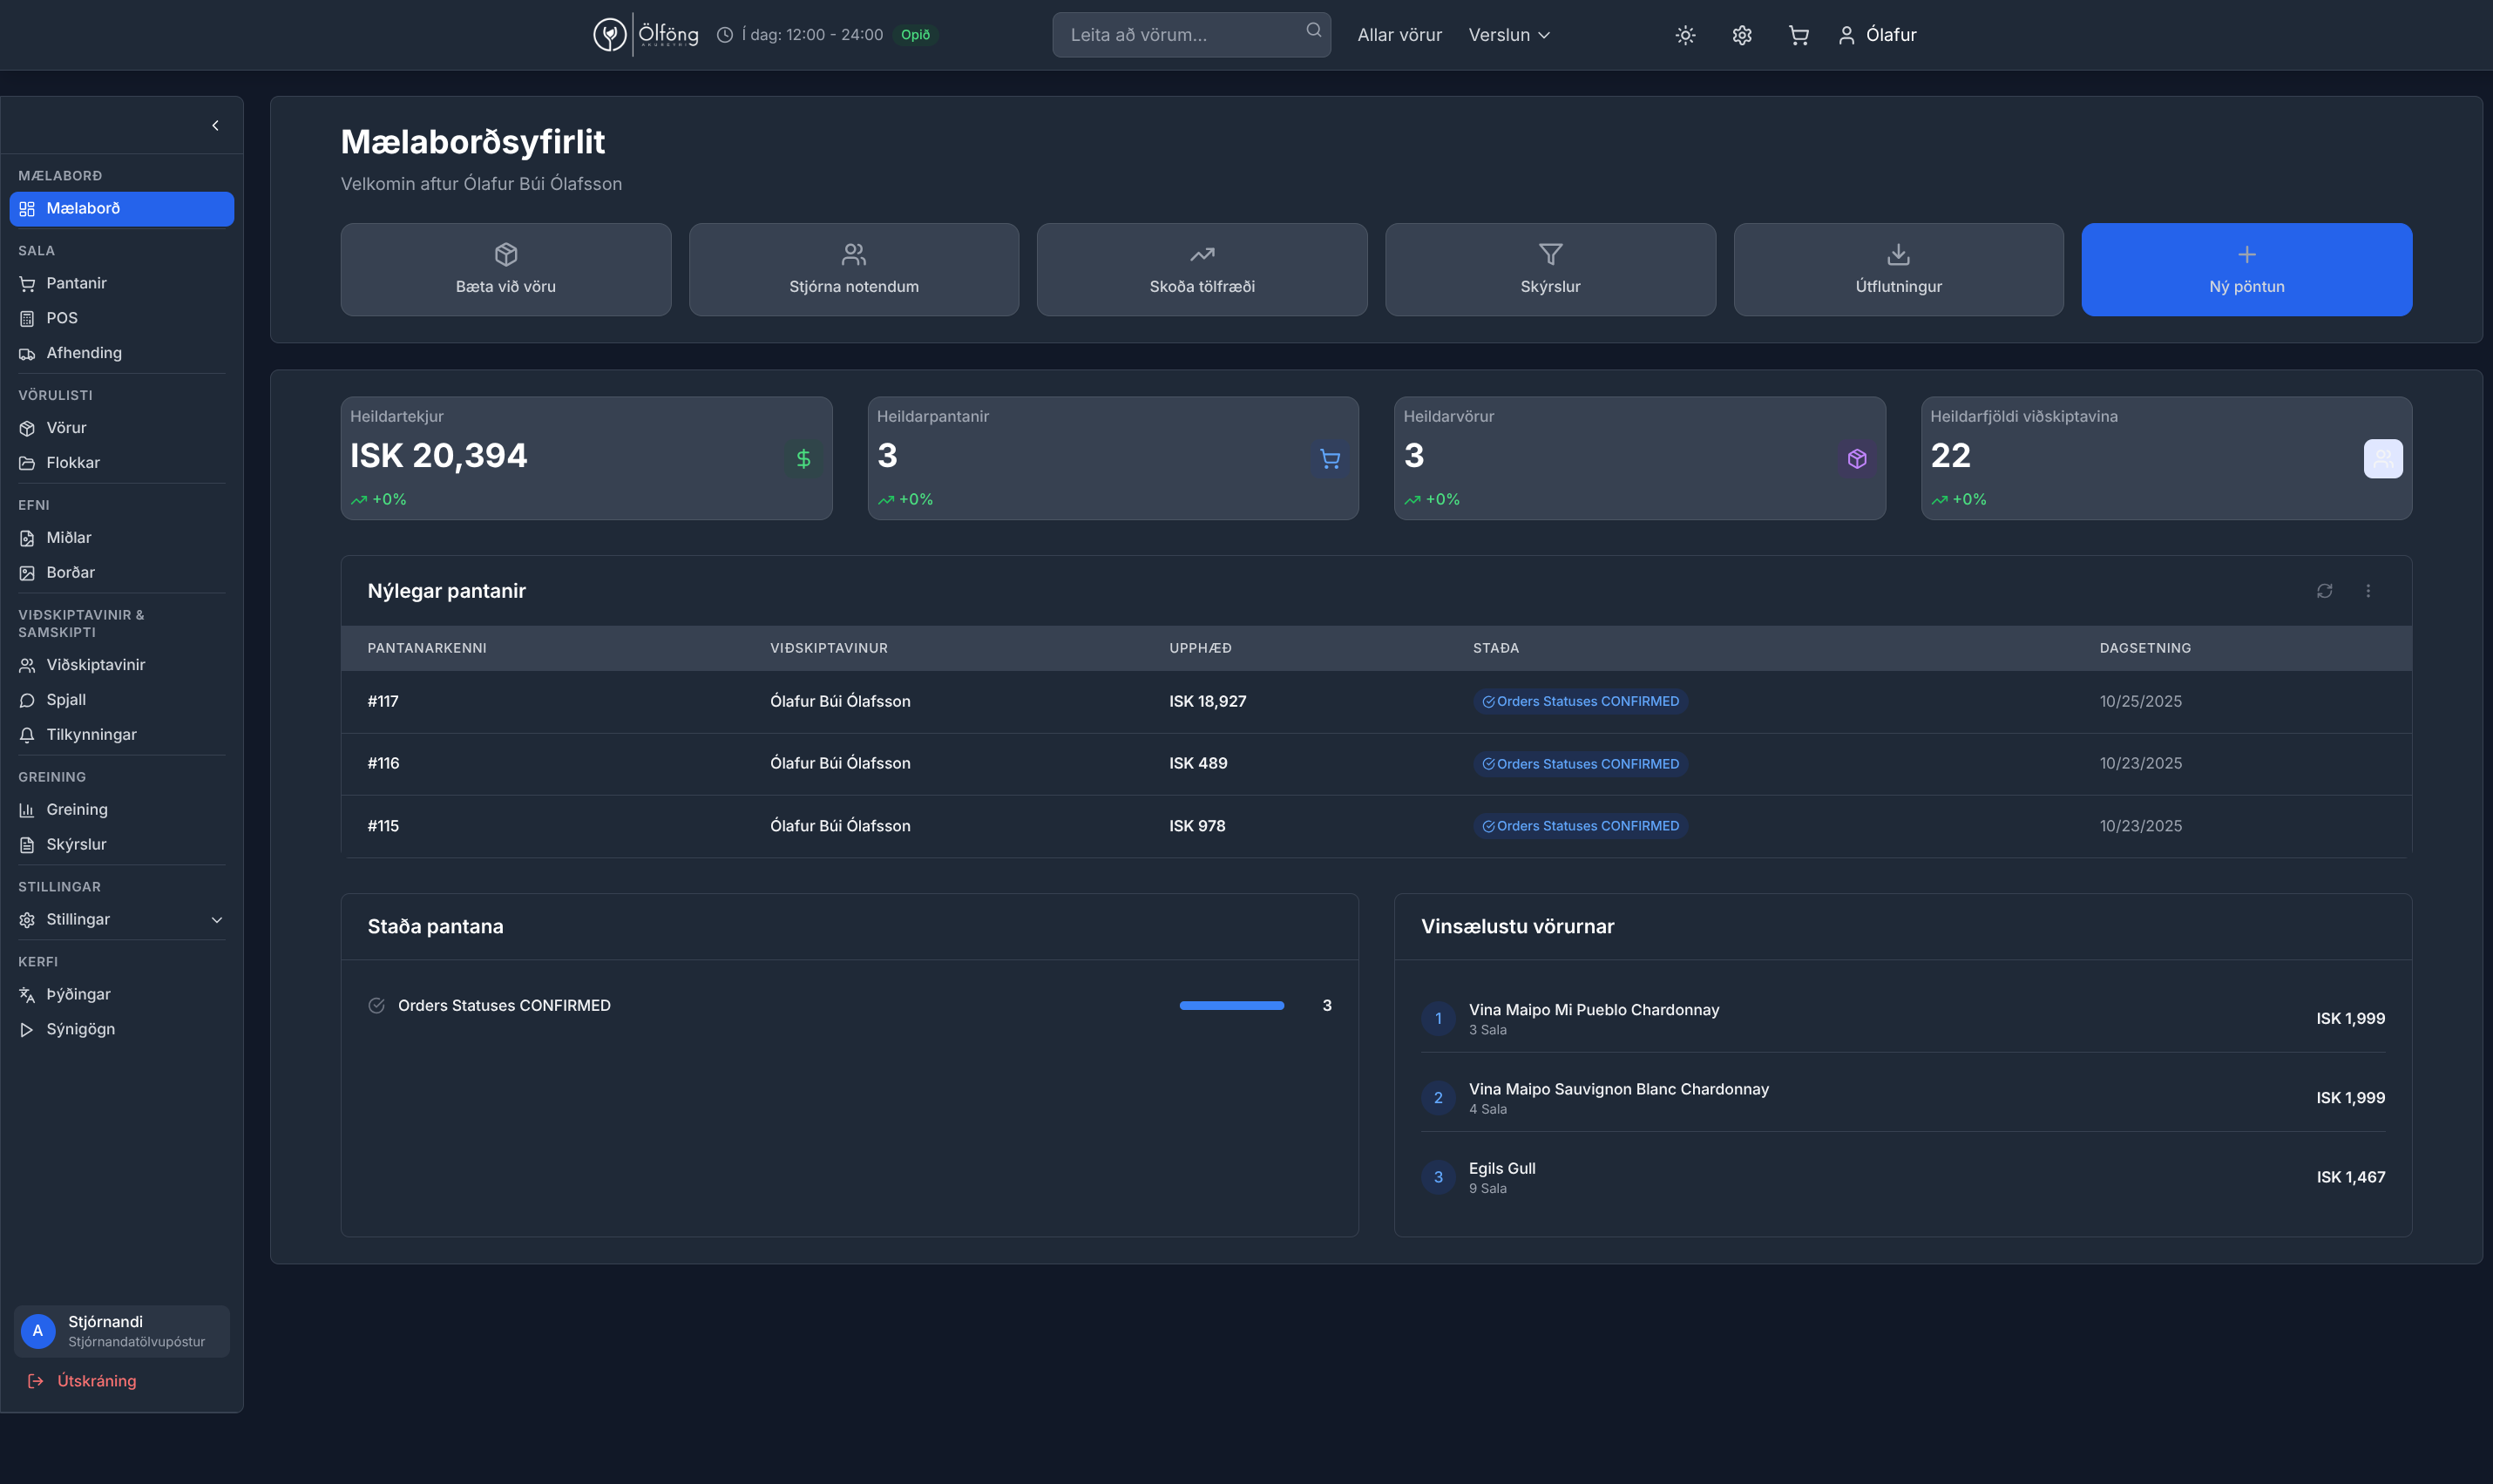 Ölföng
AKUREYRI
Í dag: 12:00 - 24:00
Opið
Leita að vörum...
Allar vörur
Verslun
Ólafur
MÆLABORÐ
Mælaborð
SALA
Pantanir
POS
Afhending
VÖRULISTI
Vörur
Flokkar
EFNI
Miðlar
Borðar
VIÐSKIPTAVINIR &
SAMSKIPTI
Viðskiptavinir
Spjall
Tilkynningar
GREINING
Greining
Skýrslur
STILLINGAR
Stillingar
KERFI
Þýðingar
Sýnigögn
A
Stjórnandi
Stjórnandatölvupóstur
Útskráning
Mælaborðsyfirlit
Velkomin aftur Ólafur Búi Ólafsson
Bæta við vöru
Stjórna notendum
Skoða tölfræði
Skýrslur
Útflutningur
Ný pöntun
Heildartekjur
ISK 20,394
+0%
Heildarpantanir
3
+0%
Heildarvörur
3
+0%
Heildarfjöldi viðskiptavina
22
+0%
Nýlegar pantanir
PANTANARKENNI VIÐSKIPTAVINUR UPPHÆÐ STAÐA DAGSETNING
#117 Ólafur Búi Ólafsson ISK 18,927 Orders Statuses CONFIRMED 10/25/2025
#116 Ólafur Búi Ólafsson ISK 489 Orders Statuses CONFIRMED 10/23/2025
#115 Ólafur Búi Ólafsson ISK 978 Orders Statuses CONFIRMED 10/23/2025
Staða pantana
Orders Statuses CONFIRMED 3
Vinsælustu vörurnar
1 Vina Maipo Mi Pueblo Chardonnay ISK 1,999
3 Sala
2 Vina Maipo Sauvignon Blanc Chardonnay ISK 1,999
4 Sala
3 Egils Gull ISK 1,467
9 Sala